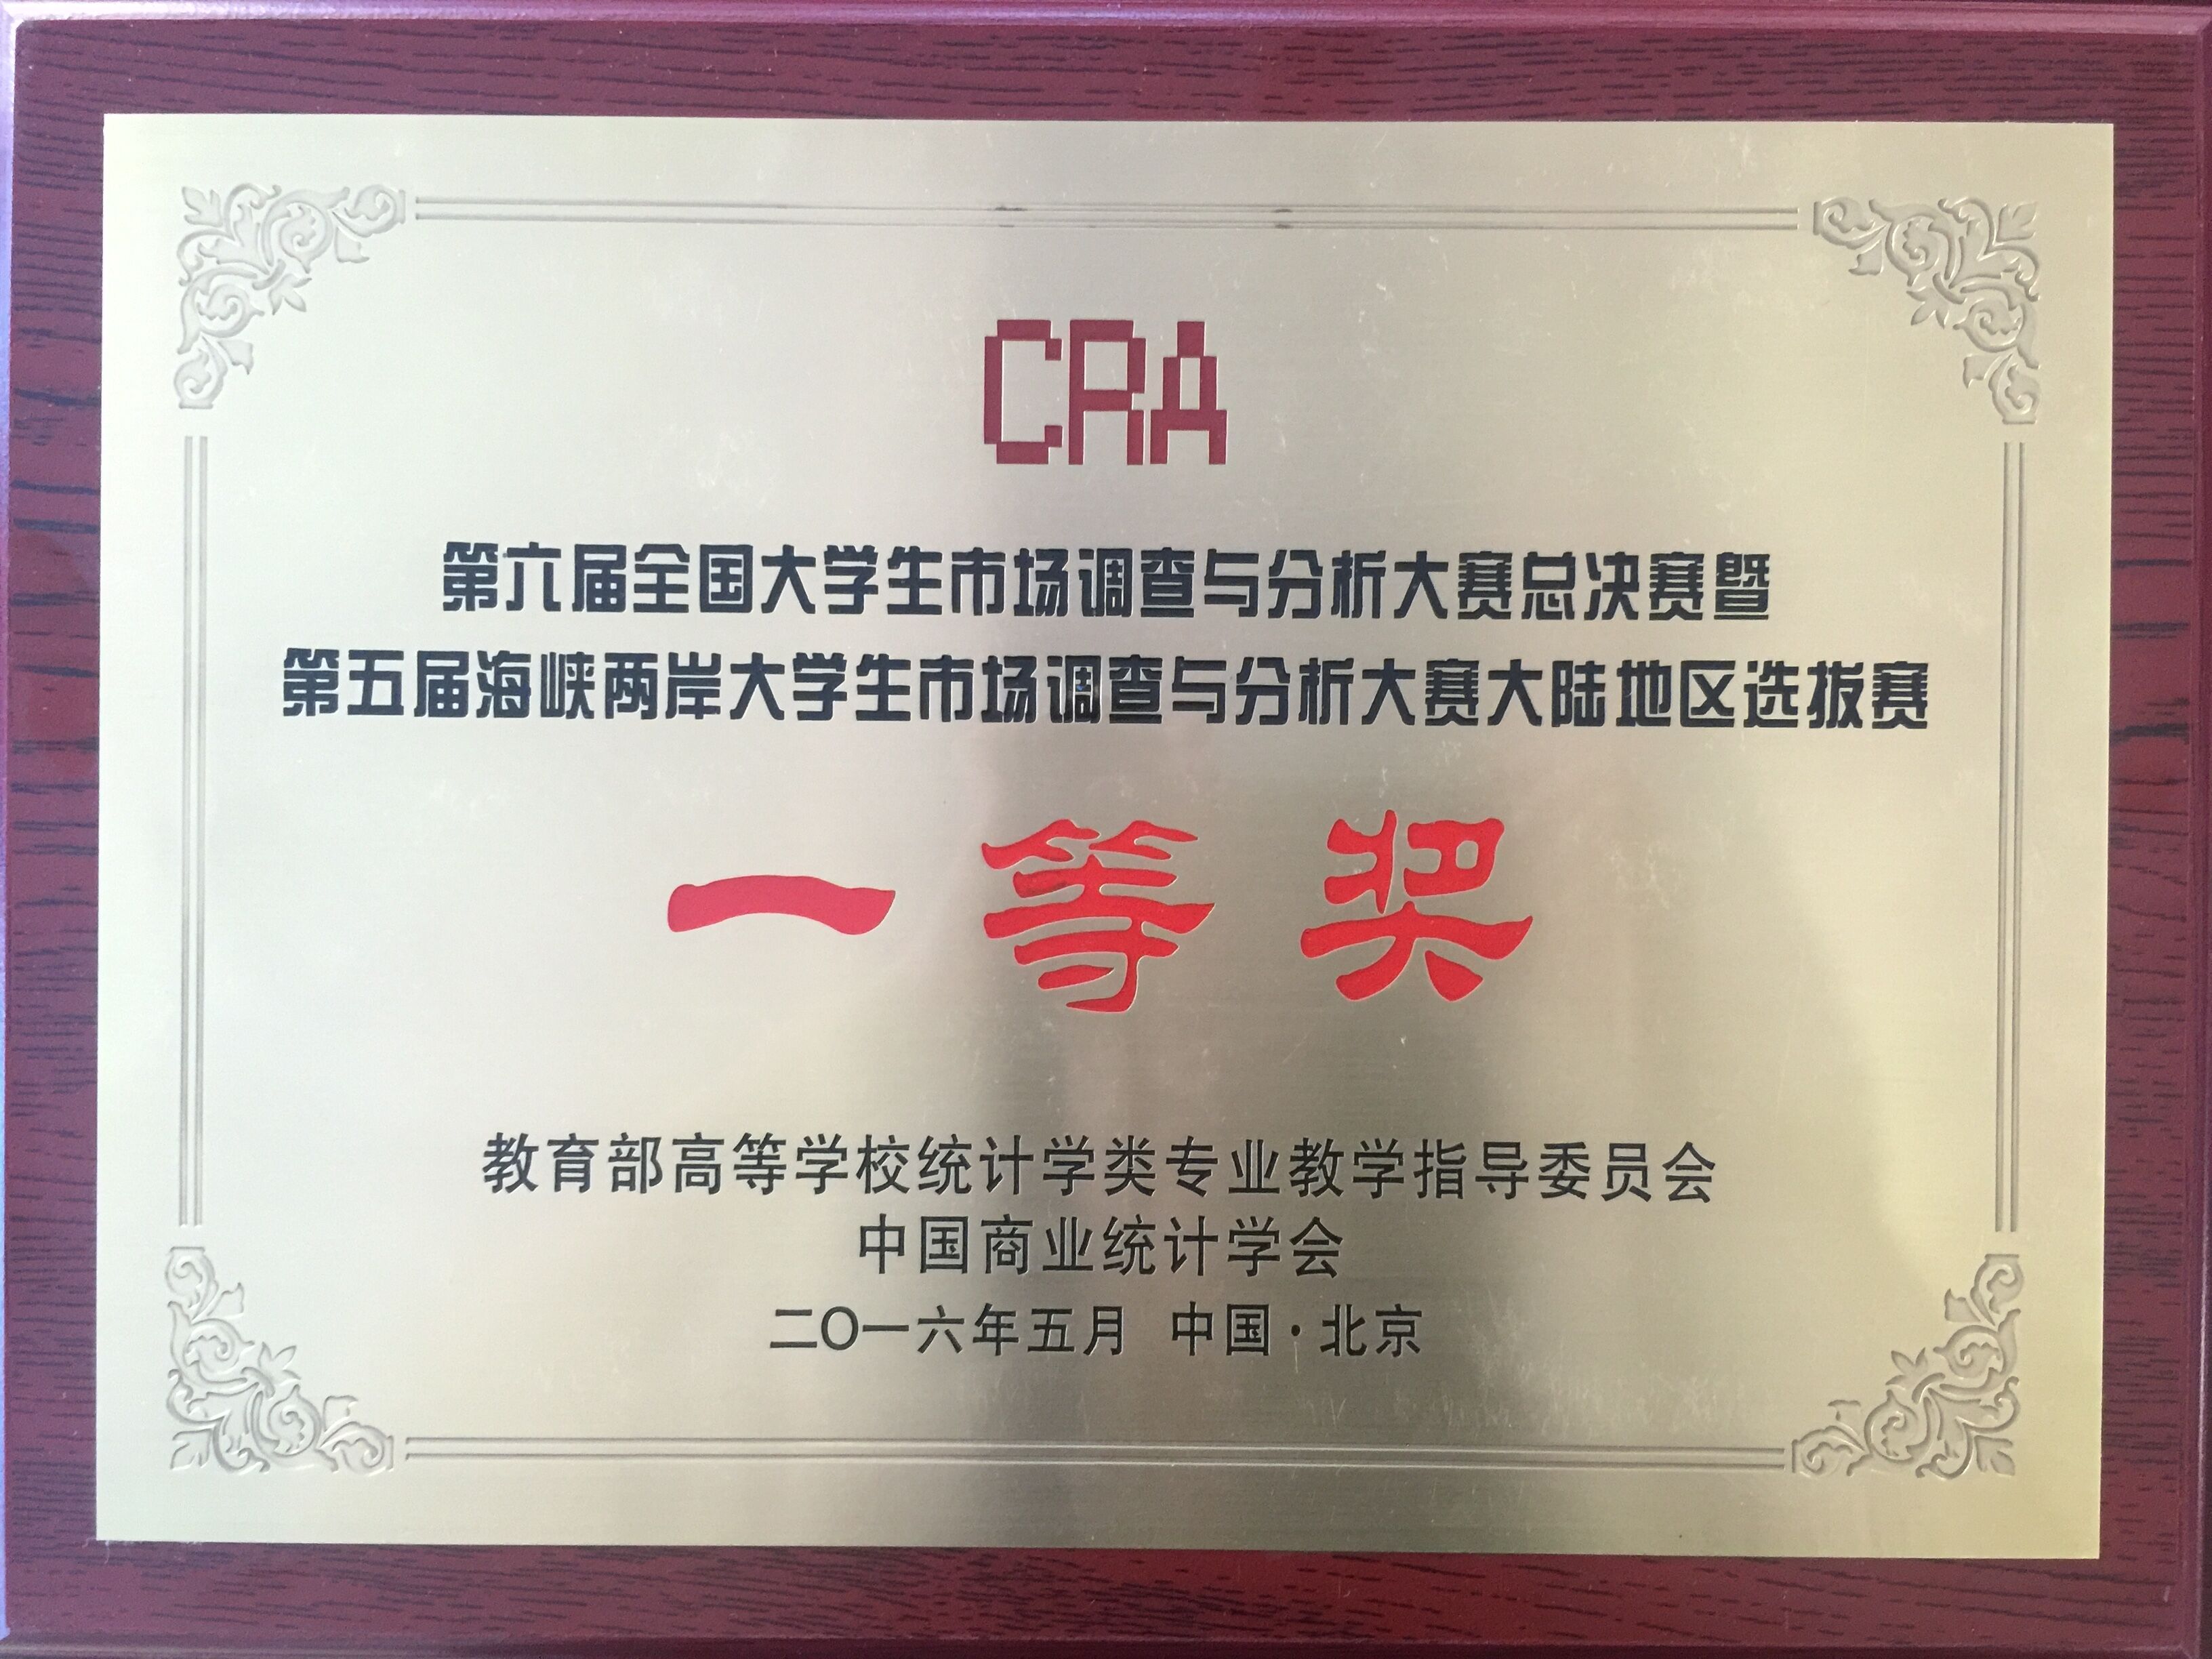 CRA
第六届全国大学生市场调查与分析大赛总决赛暨
第五届海峡两岸大学生市场调查与分析大赛大陆地区选拔赛
一等奖
教育部高等学校统计学类专业教学指导委员会
中国商业统计学会
二〇一六年五月 中国·北京